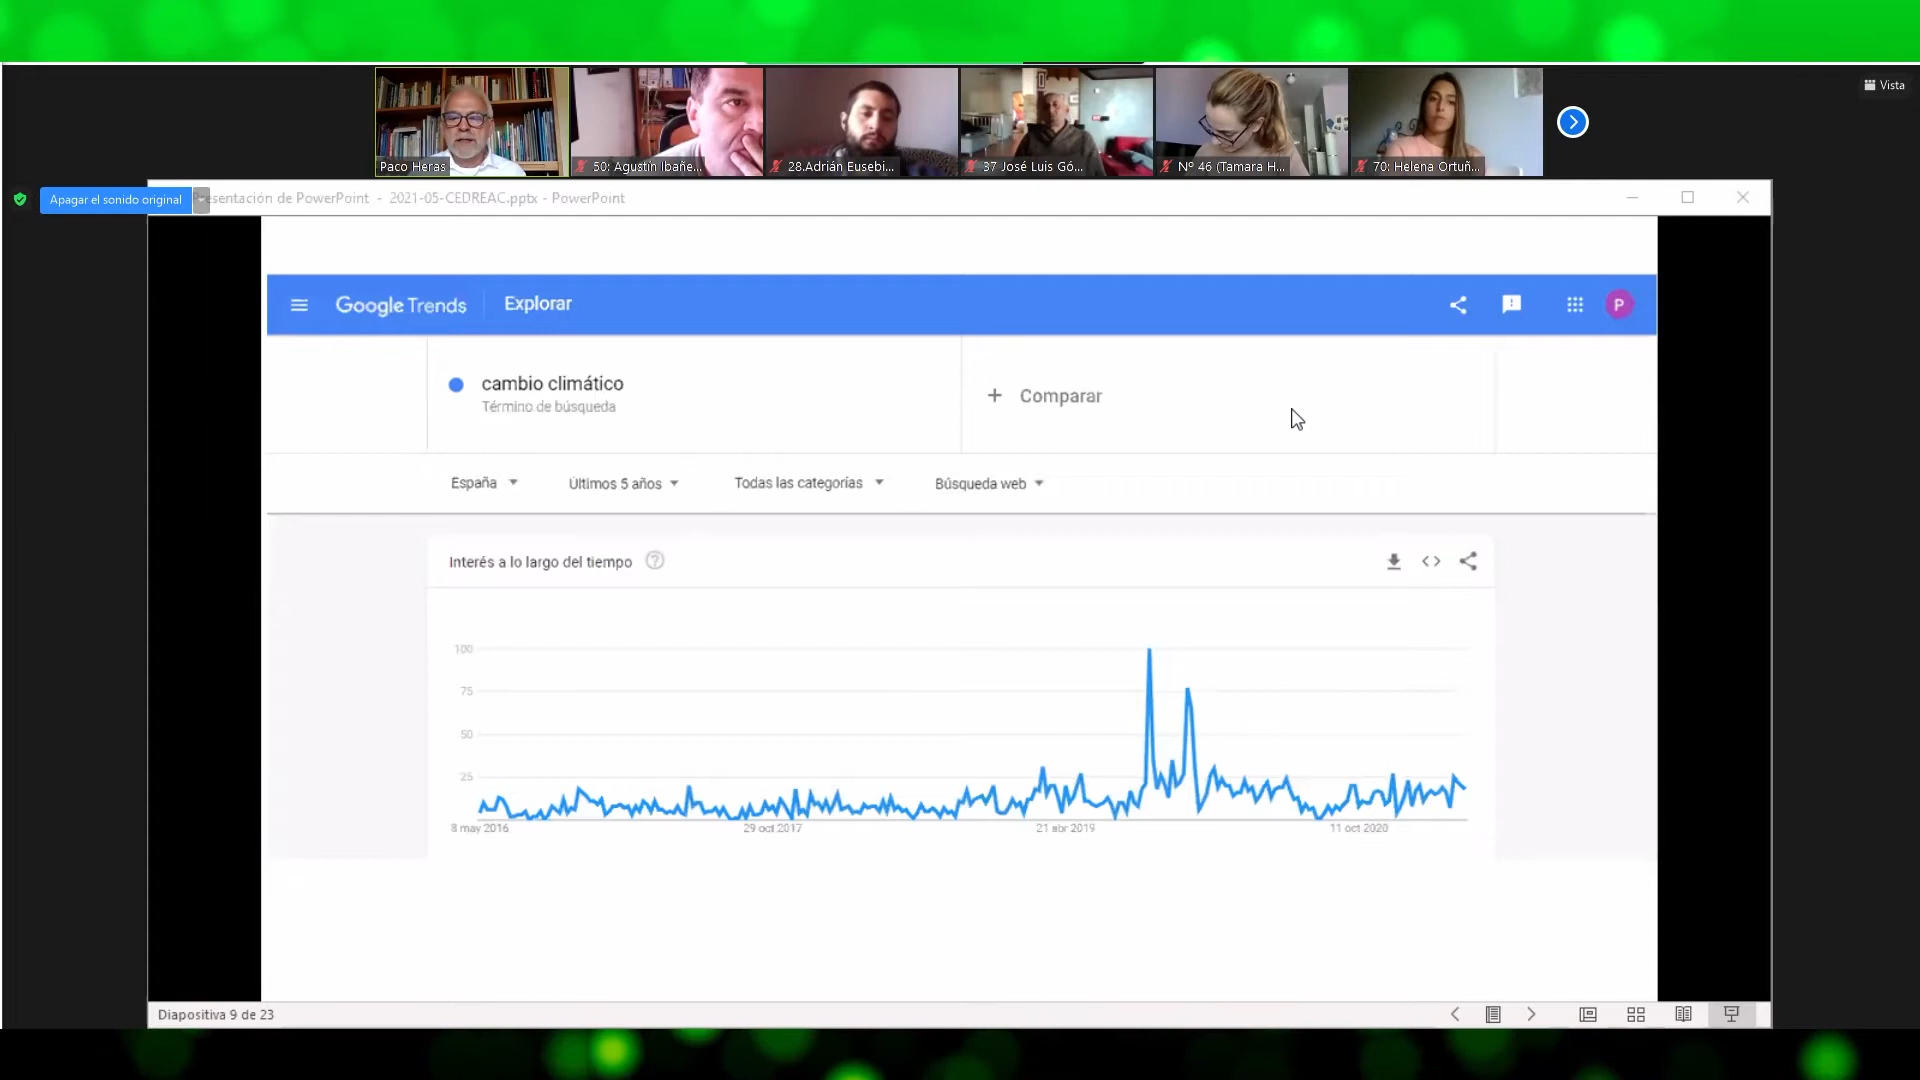 Vista
Paco Heras
50: Agustín Ibañe...
28.Adrián Eusebi...
37 José Luis Gó...
Nº 46 (Tamara H...
70: Helena Ortuñ...
Apagar el sonido original
resentación de PowerPoint - 2021-05-CEDREAC.pptx - PowerPoint
Google Trends
Explorar
P
cambio climático
Término de búsqueda
+ Comparar
España
Últimos 5 años
Todas las categorías
Búsqueda web
Interés a lo largo del tiempo
100
75
50
25
8 may 2016
29 oct 2017
21 abr 2019
11 oct 2020
Diapositiva 9 de 23